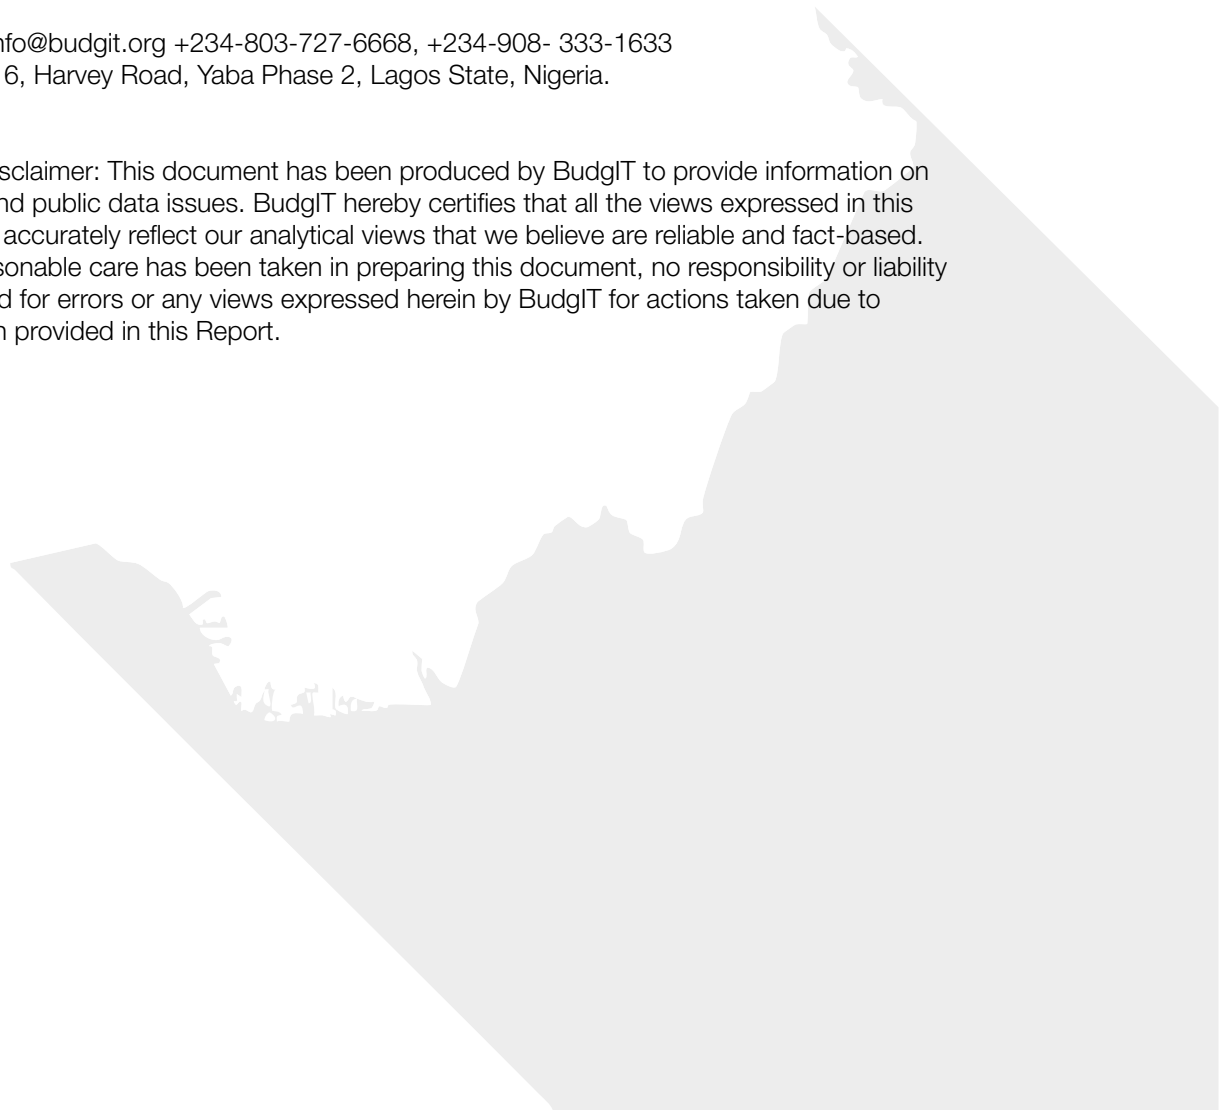 nfo@budgit.org +234-803-727-6668, +234-908- 333-1633
6, Harvey Road, Yaba Phase 2, Lagos State, Nigeria.
sclaimer: This document has been produced by BudgIT to provide information on
nd public data issues. BudgIT hereby certifies that all the views expressed in this
accurately reflect our analytical views that we believe are reliable and fact-based.
sonable care has been taken in preparing this document, no responsibility or liability
d for errors or any views expressed herein by BudgIT for actions taken due to
n provided in this Report.